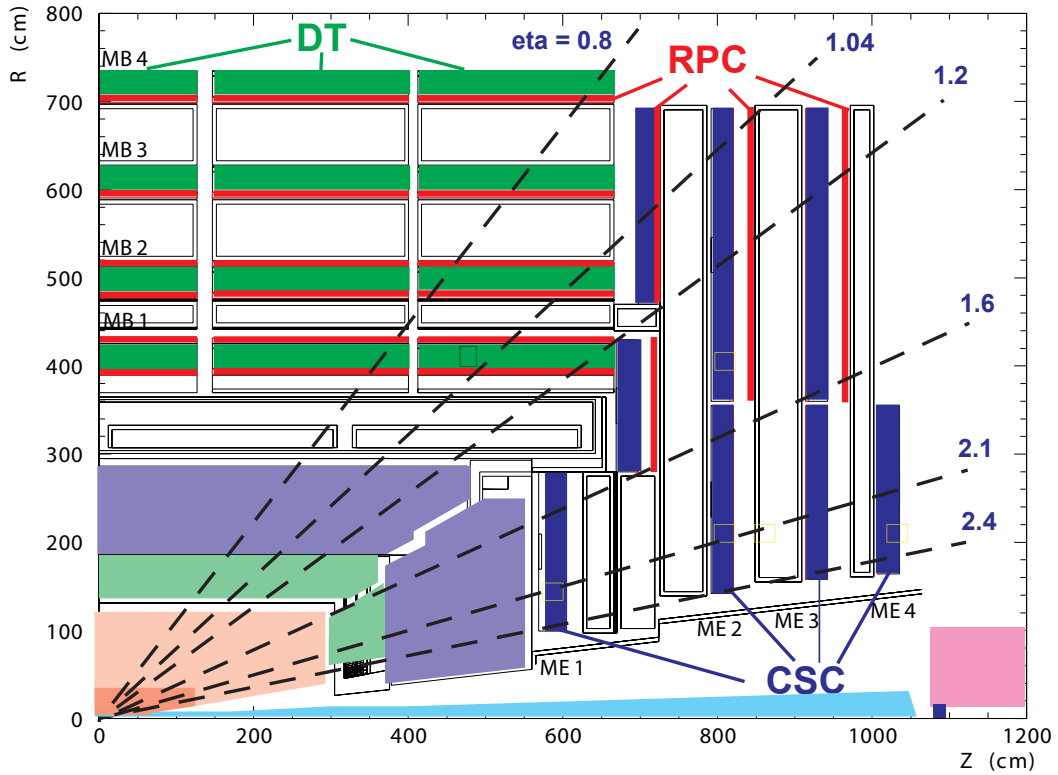 R (cm)
800
700
600
500
400
300
200
100
0
0
200
400
600
800
1000
1200
Z (cm)
DT
eta = 0.8
1.04
RPC
1.2
1.6
2.1
2.4
MB 4
MB 3
MB 2
MB 1
ME 1
ME 2
ME 3
ME 4
CSC